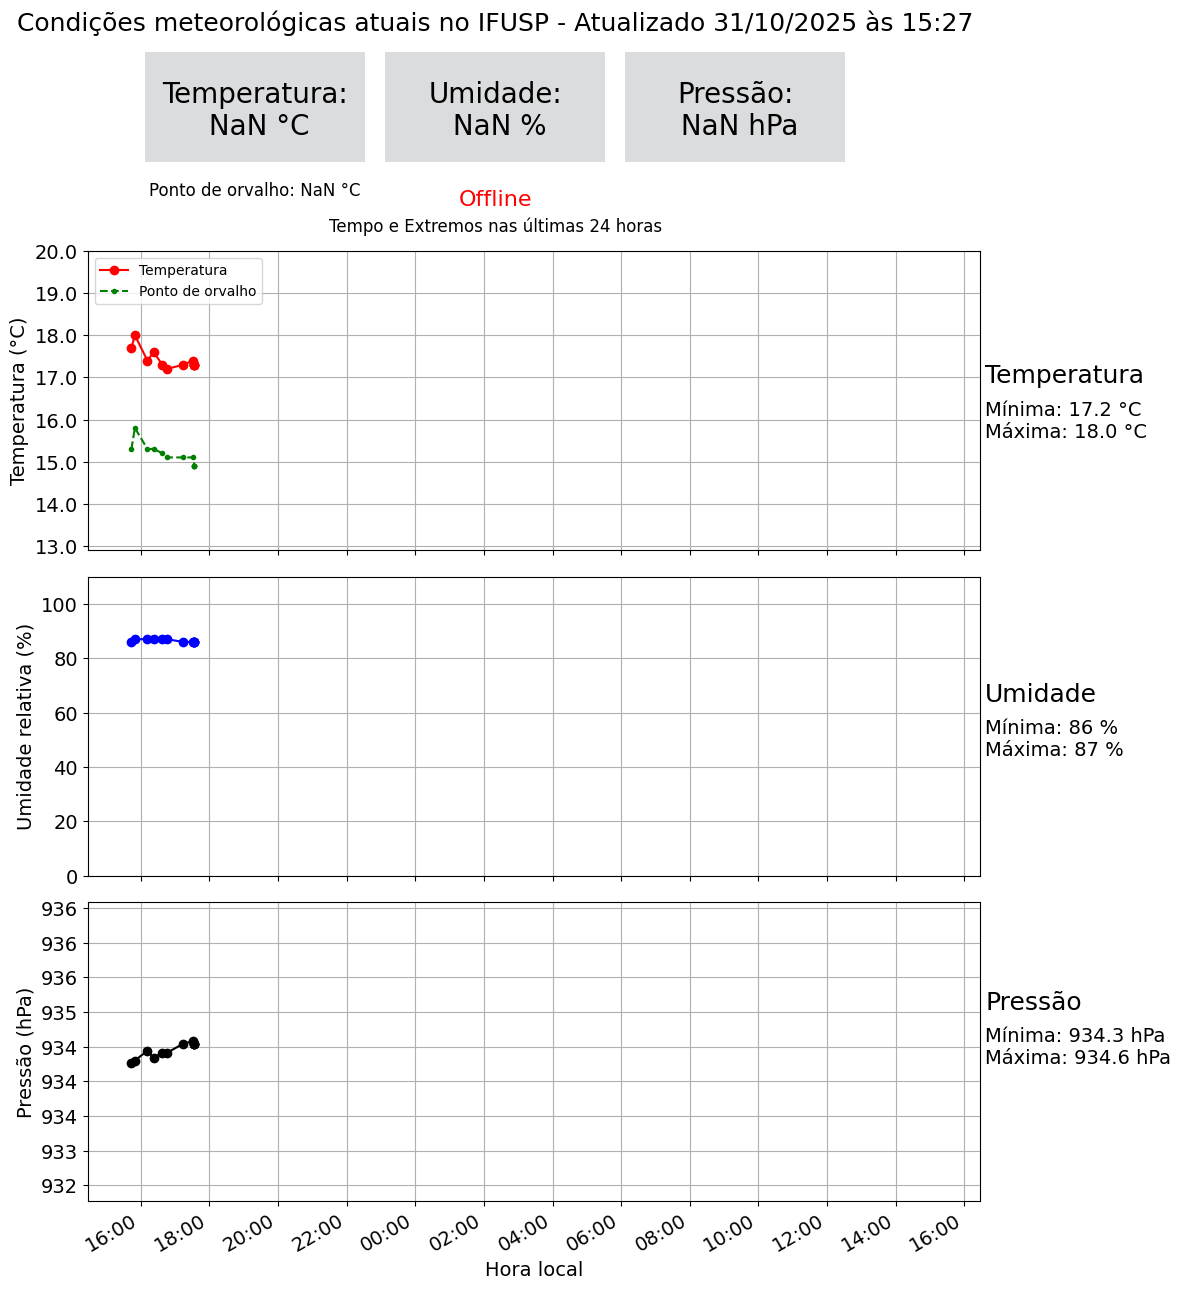 Condições meteorológicas atuais no IFUSP - Atualizado 31/10/2025 às 15:27
Temperatura:
NaN °C
Umidade:
NaN %
Pressão:
NaN hPa
Ponto de orvalho: NaN °C
Offline
Tempo e Extremos nas últimas 24 horas
Temperatura (°C)
20.0
19.0
18.0
17.0
16.0
15.0
14.0
13.0
Temperatura
Ponto de orvalho
Temperatura
Mínima: 17.2 °C
Máxima: 18.0 °C
Umidade relativa (%)
100
80
60
40
20
0
Umidade
Mínima: 86 %
Máxima: 87 %
Pressão (hPa)
936
936
936
935
934
934
934
933
932
Pressão
Mínima: 934.3 hPa
Máxima: 934.6 hPa
16:00
18:00
20:00
22:00
00:00
02:00
04:00
06:00
08:00
10:00
12:00
14:00
16:00
Hora local